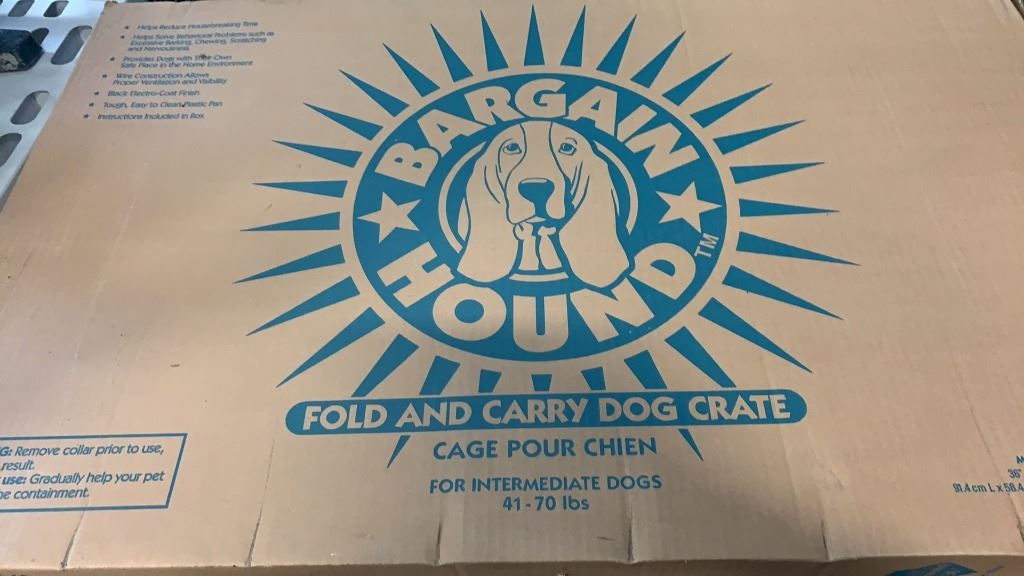 ★ Helps Reduce Housebreaking Time
★ Helps Solve Behavioral Problems such as
Excessive Barking, Chewing, Scratching
and Nervousness
★ Provides Dogs with Their Own
Safe Place in the Home Environment
★ Wire Construction Allows
Proper Ventilation and Visibility
★ Black Electro-Coat Finish
★ Tough, Easy to Clean Plastic Pan
★ Instructions Included in Box
BARGAIN
HOUND TM
FOLD AND CARRY DOG CRATE
CAGE POUR CHIEN
FOR INTERMEDIATE DOGS
41-70 lbs
G: Remove collar prior to use,
result.
use: Gradually help your pet
containment.
36"
91.4 cm L x 58.4